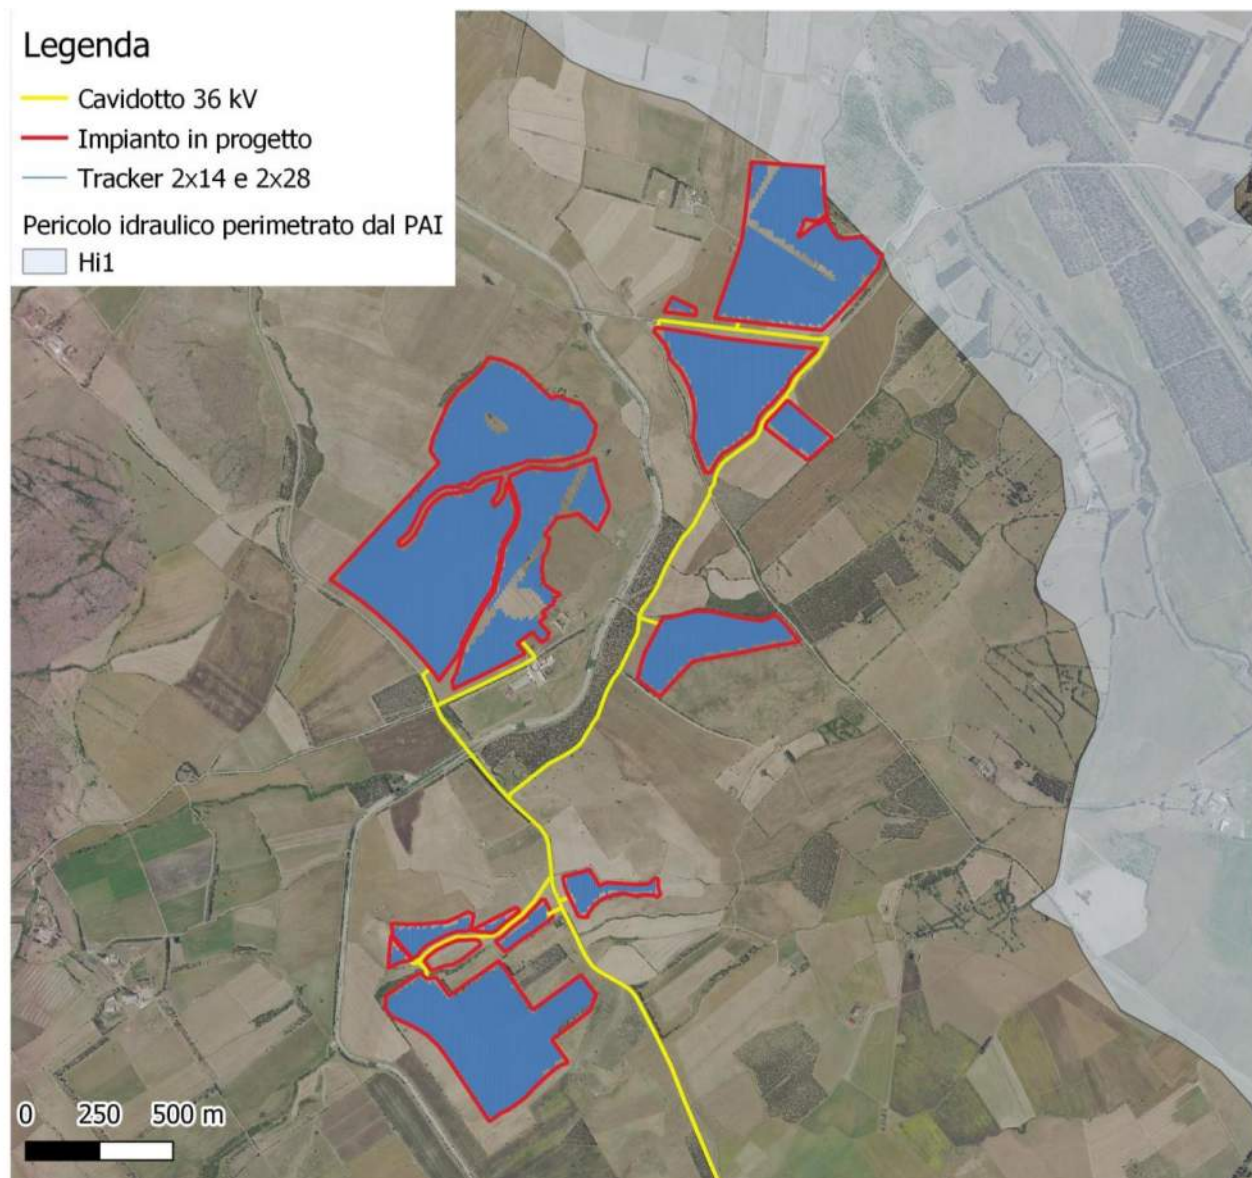 Legenda
Cavidotto 36 kV
Impianto in progetto
Tracker 2x14 e 2x28
Pericolo idraulico perimetrato dal PAI
Hi1
0 250 500 m